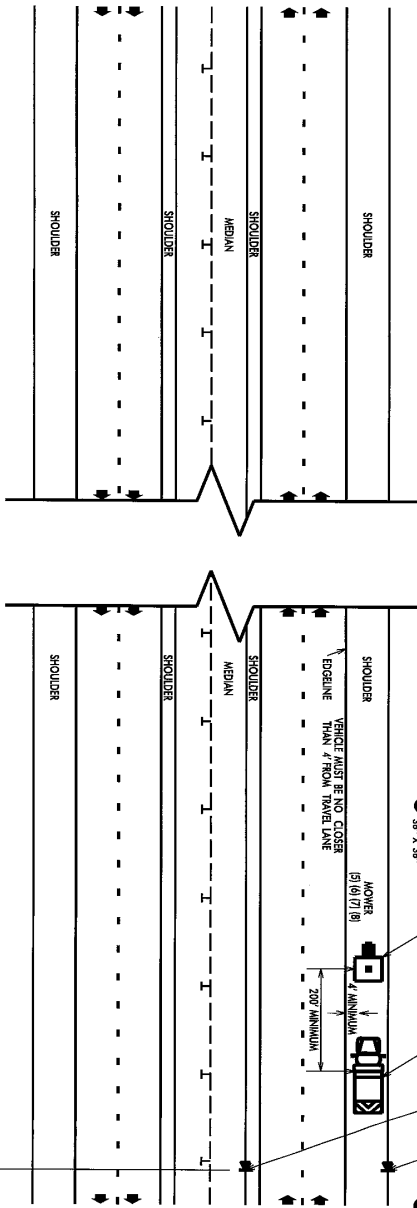 SHOULDER
SHOULDER
MEDIAN
SHOULDER
SHOULDER
SHOULDER
EDGELINE
VEHICLE MUST BE NO CLOSER
THAN 4' FROM TRAVEL LANE
MOWER
(5) (6) (7) (8)
4' MINIMUM
200' MINIMUM
SHOULDER
MEDIAN
SHOULDER
SHOULDER